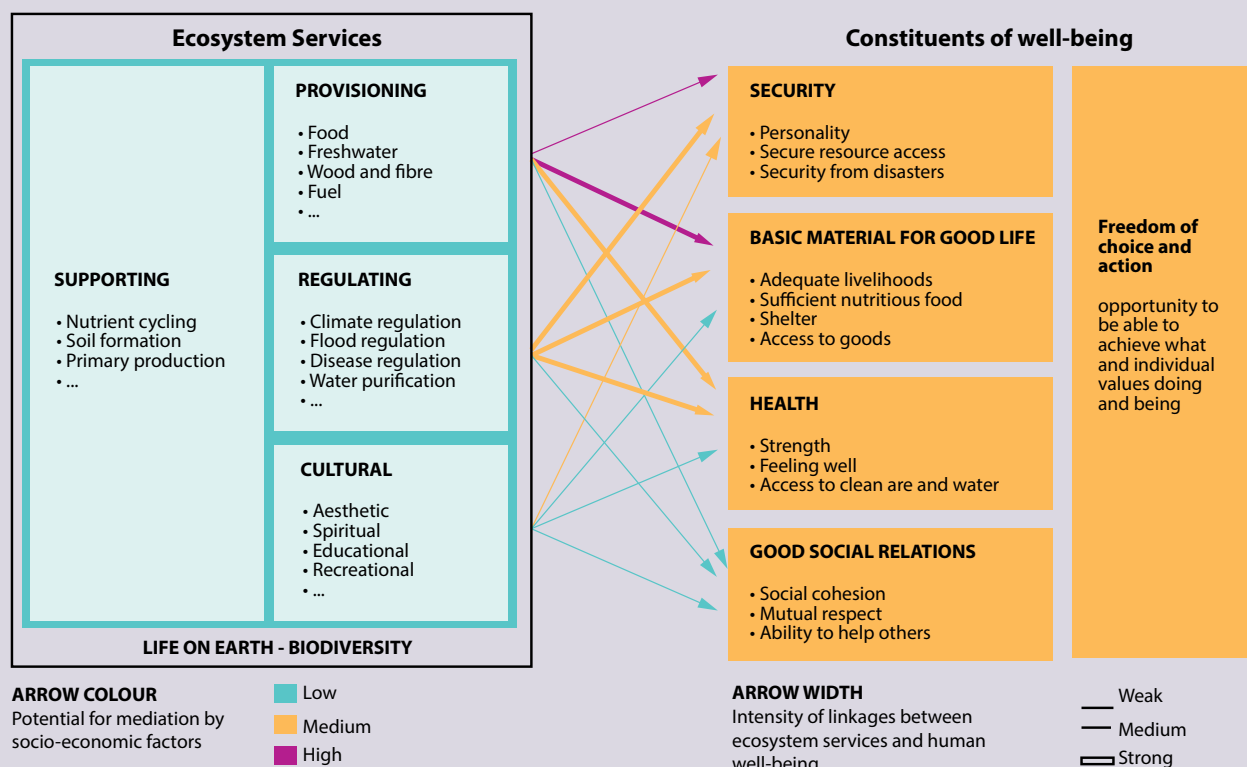 Ecosystem Services
SUPPORTING
• Nutrient cycling
• Soil formation
• Primary production
• ...
PROVISIONING
• Food
• Freshwater
• Wood and fibre
• Fuel
• ...
REGULATING
• Climate regulation
• Flood regulation
• Disease regulation
• Water purification
• ...
CULTURAL
• Aesthetic
• Spiritual
• Educational
• Recreational
• ...
LIFE ON EARTH - BIODIVERSITY
Constituents of well-being
SECURITY
• Personality
• Secure resource access
• Security from disasters
BASIC MATERIAL FOR GOOD LIFE
• Adequate livelihoods
• Sufficient nutritious food
• Shelter
• Access to goods
HEALTH
• Strength
• Feeling well
• Access to clean are and water
GOOD SOCIAL RELATIONS
• Social cohesion
• Mutual respect
• Ability to help others
Freedom of
choice and
action
opportunity to
be able to
achieve what
and individual
values doing
and being
ARROW COLOUR
Potential for mediation by
socio-economic factors
Low
Medium
High
ARROW WIDTH
Intensity of linkages between
ecosystem services and human
well-being
Weak
Medium
Strong